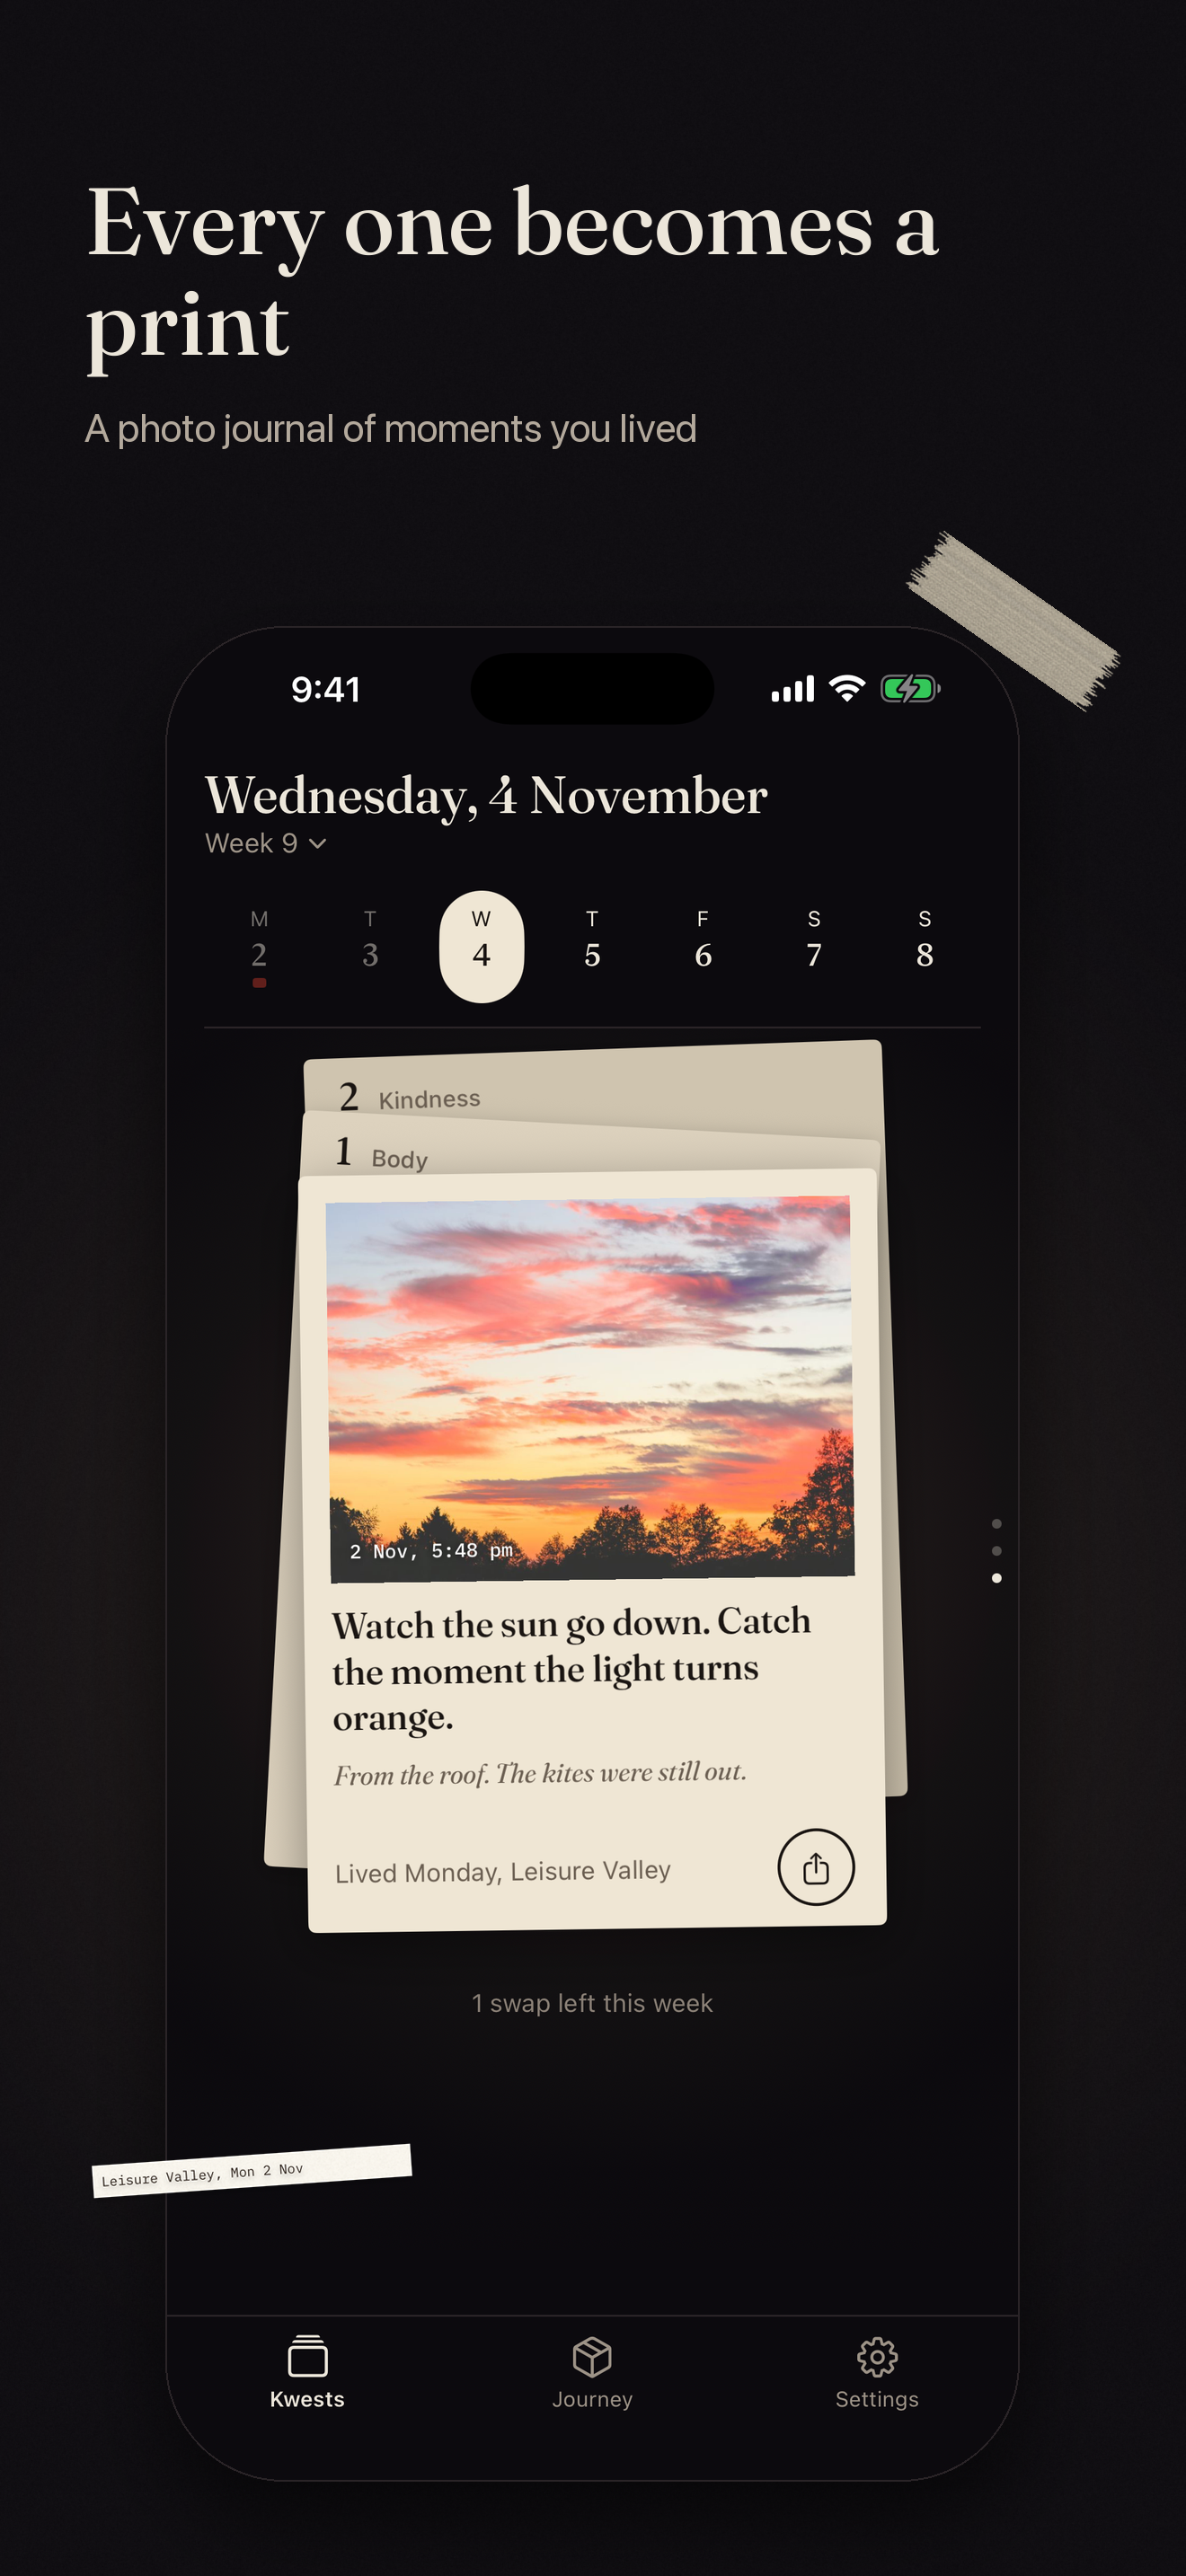 Every one becomes a
print
A photo journal of moments you lived
9:41
Wednesday, 4 November
Week 9
M T W T F S S
2 3 4 5 6 7 8
2 Kindness
1 Body
2 Nov, 5:48 pm
Watch the sun go down. Catch
the moment the light turns
orange.
From the roof. The kites were still out.
Lived Monday, Leisure Valley
1 swap left this week
Leisure Valley, Mon 2 Nov
Kwests Journey Settings